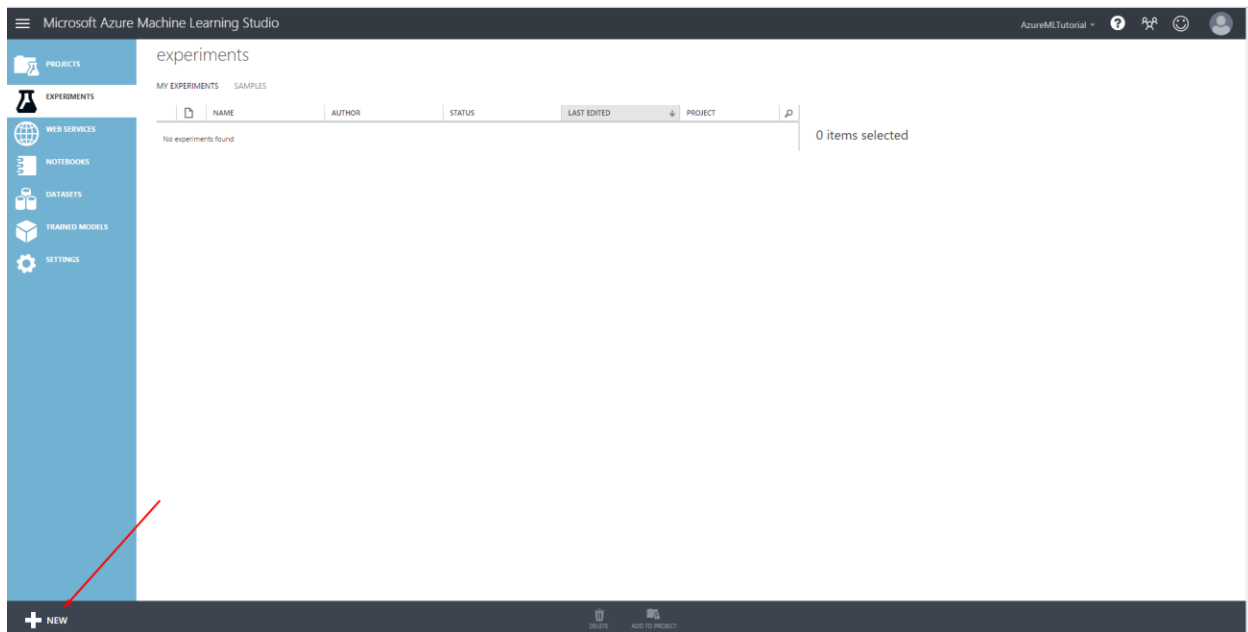 Microsoft Azure Machine Learning Studio
AzureMLTutorial
?
PROJECTS
EXPERIMENTS
WEB SERVICES
NOTEBOOKS
DATASETS
TRAINED MODELS
SETTINGS
experiments
MY EXPERIMENTS SAMPLES
NAME AUTHOR STATUS LAST EDITED PROJECT
No experiments found
0 items selected
NEW
DELETE ADD TO PROJECT